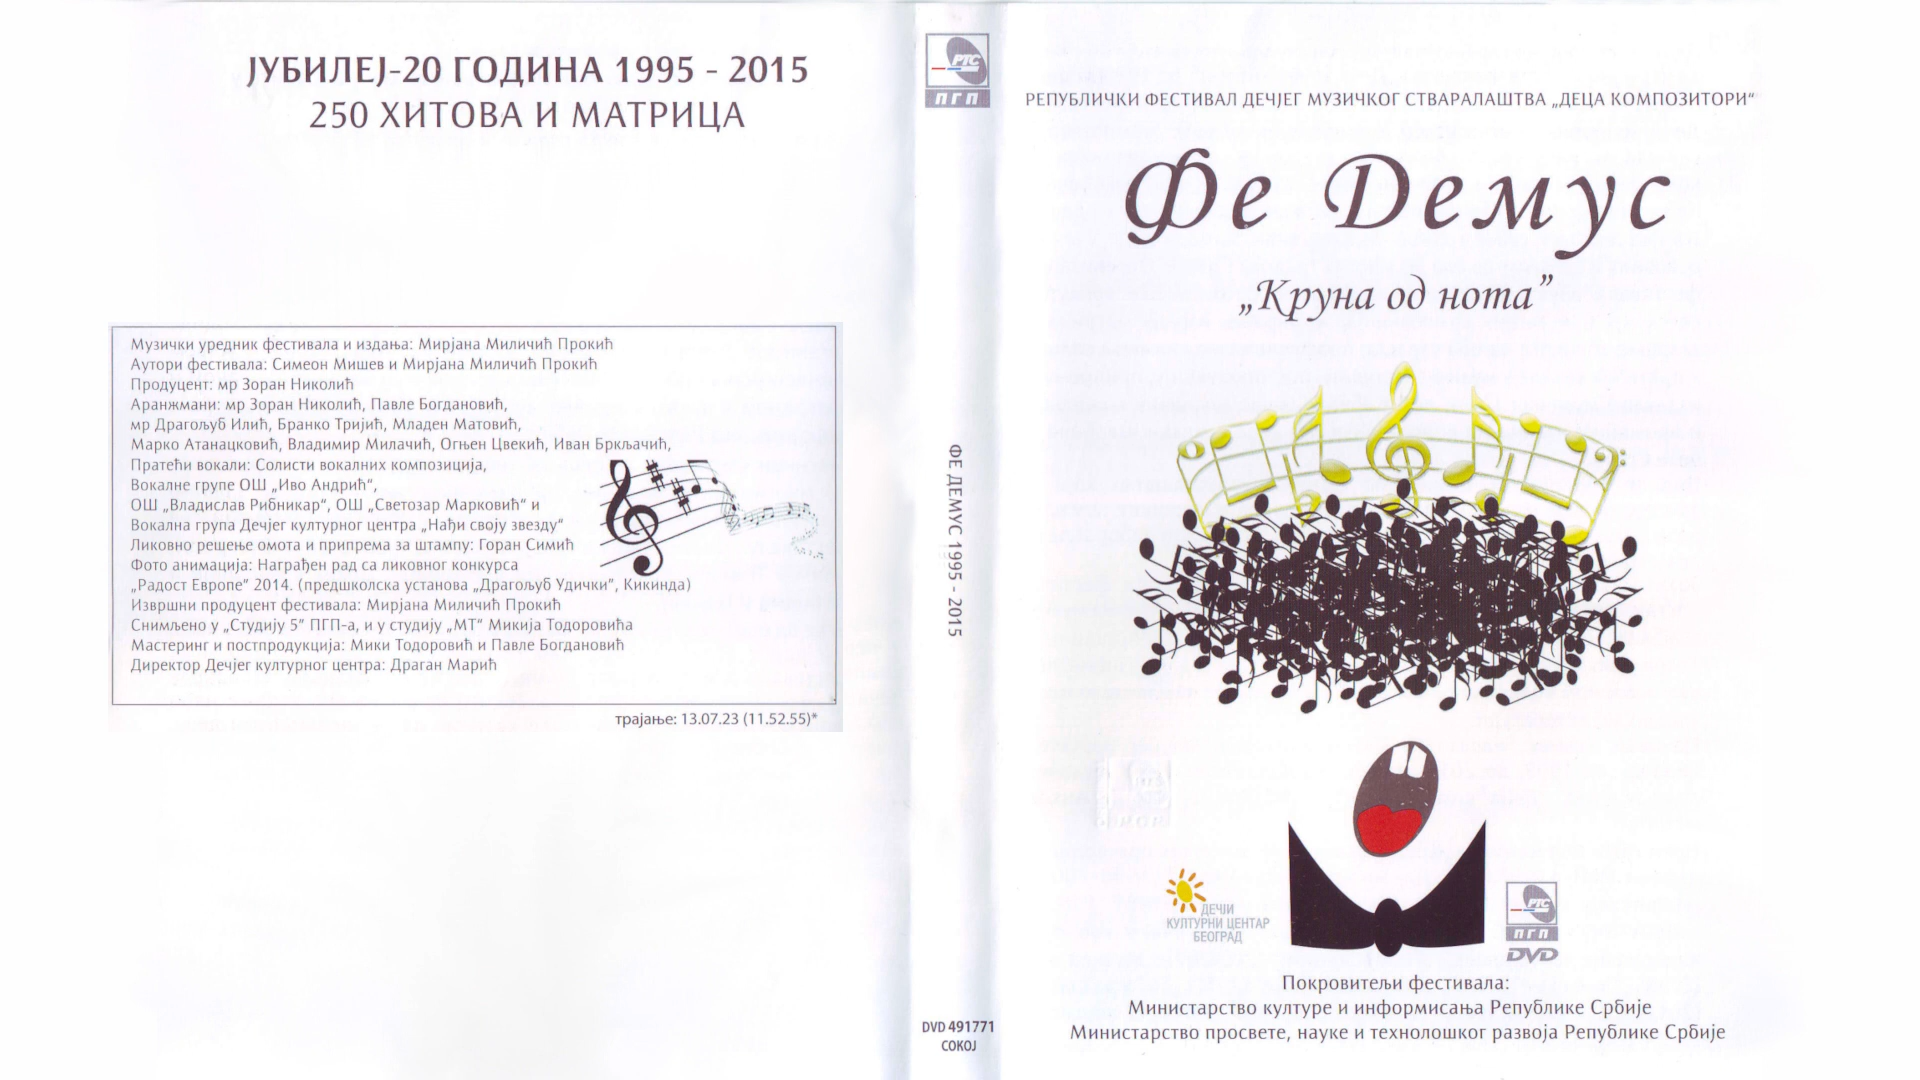 ЈУБИЛЕЈ-20 ГОДИНА 1995 - 2015
250 ХИТОВА И МАТРИЦА
Музички уредник фестивала и издања: Мирјана Миличић Прокић
Аутори фестивала: Симеон Мишев и Мирјана Миличић Прокић
Продуцент: мр Зоран Николић
Аранжмани: мр Зоран Николић, Павле Богдановић,
мр Драгољуб Илић, Бранко Тријић, Младен Матовић,
Марко Атанацковић, Владимир Милачић, Огњен Цвекић, Иван Бркљачић,
Пратећи вокали: Солисти вокалних композиција,
Вокалне групе ОШ „Иво Андрић“,
ОШ „Владислав Рибникар“, ОШ „Светозар Марковић“ и
Вокална група Дечјег културног центра „Нађи своју звезду“
Ликовно решење омота и припрема за штампу: Горан Симић
Фото анимација: Награђен рад са ликовног конкурса
„Радост Европе” 2014. (предшколска установа „Драгољуб Удички”, Кикинда)
Извршни продуцент фестивала: Мирјана Миличић Прокић
Снимљено у „Студију 5” ПГП-а, и у студију „МТ“ Микија Тодоровића
Мастеринг и постпродукција: Мики Тодоровић и Павле Богдановић
Директор Дечјег културног центра: Драган Марић
трајање: 13.07.23 (11.52.55)*
РТС
ПГП
ФЕ ДЕМУС 1995 - 2015
DVD 491771
СОКОЈ
РЕПУБЛИЧКИ ФЕСТИВАЛ ДЕЧЈЕГ МУЗИЧКОГ СТВАРАЛАШТВА „ДЕЦА КОМПОЗИТОРИ“
Фе Демус
„Круна од нота”
ДЕЧЈИ
КУЛТУРНИ ЦЕНТАР
БЕОГРАД
РТС
ПГП
DVD
Покровитељи фестивала:
Министарство културе и информисања Републике Србије
Министарство просвете, науке и технолошког развоја Републике Србије